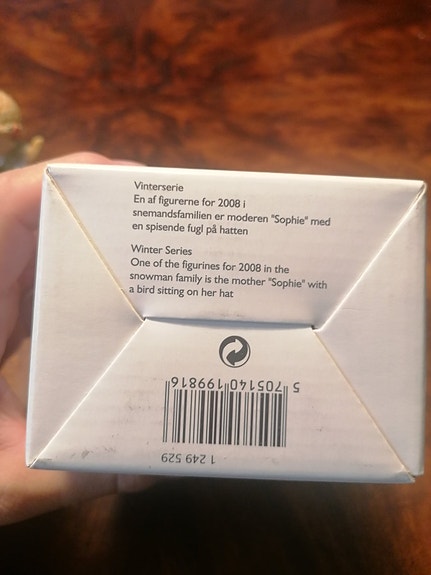 Vinterserie
En af figurerne for 2008 i
snemandsfamilien er moderen "Sophie" med
en spisende fugl på hatten
Winter Series
One of the figurines for 2008 in the
snowman family is the mother "Sophie" with
a bird sitting on her hat
5 705140 199816
1 249 529